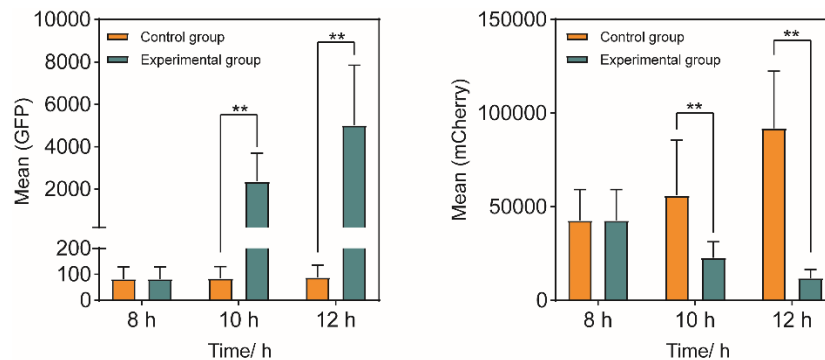 10000
8000
6000
4000
2000
200
100
0
Mean (GFP)
Control group
Experimental group
**
**
8 h
10 h
12 h
Time/ h
150000
100000
50000
0
Mean (mCherry)
Control group
Experimental group
**
**
8 h
10 h
12 h
Time/ h